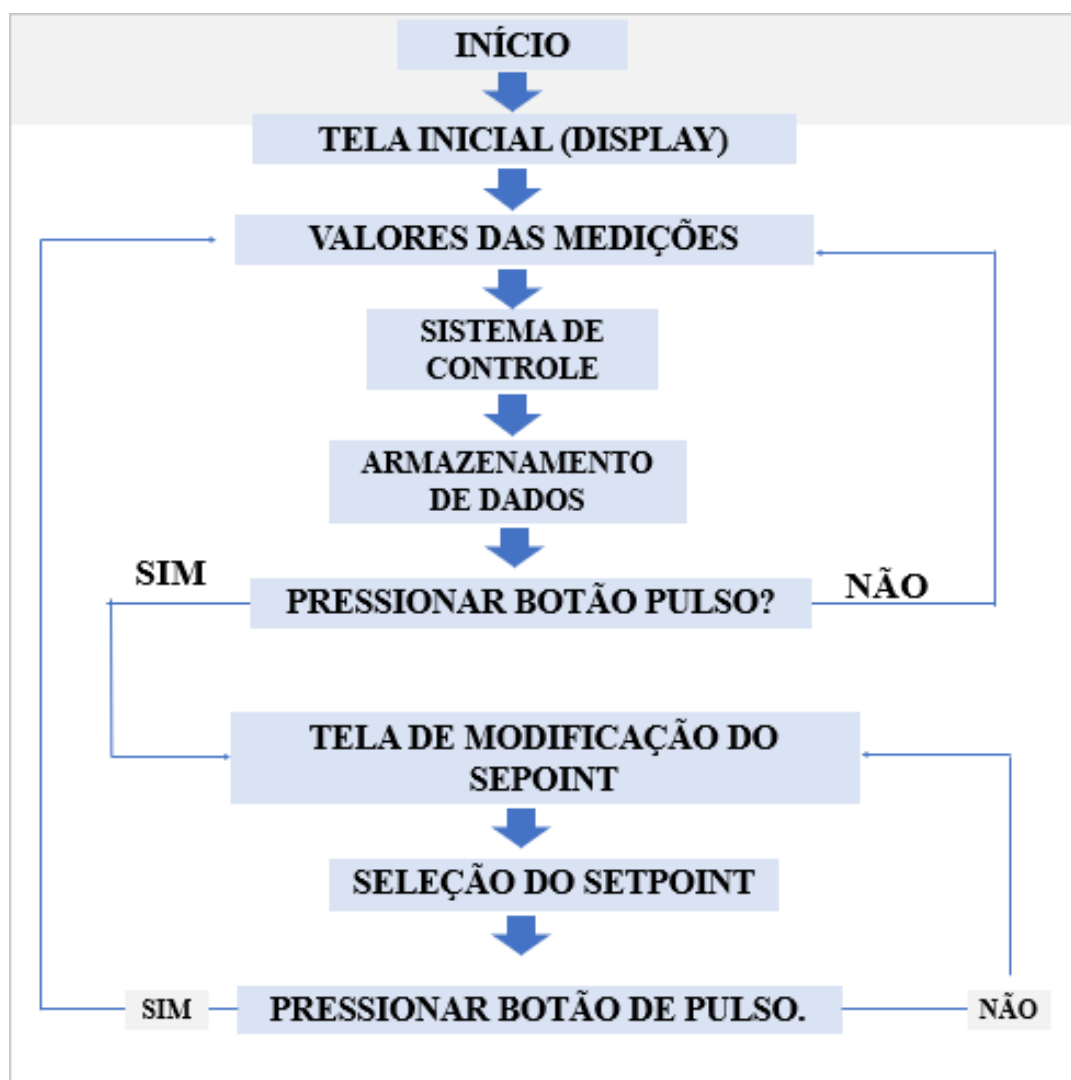 INÍCIO
TELA INICIAL (DISPLAY)
VALORES DAS MEDIÇÕES
SISTEMA DE
CONTROLE
ARMAZENAMENTO
DE DADOS
SIM
PRESSIONAR BOTÃO PULSO?
NÃO
TELA DE MODIFICAÇÃO DO
SEPOINT
SELEÇÃO DO SETPOINT
SIM
PRESSIONAR BOTÃO DE PULSO.
NÃO